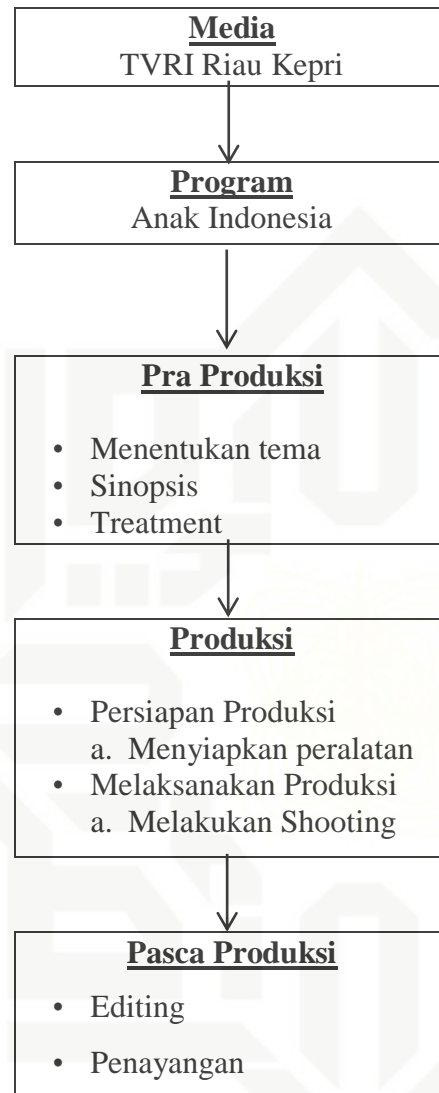 Media
TVRI Riau Kepri
Program
Anak Indonesia
Pra Produksi
• Menentukan tema
• Sinopsis
• Treatment
Produksi
• Persiapan Produksi
a. Menyiapkan peralatan
• Melaksanakan Produksi
a. Melakukan Shooting
Pasca Produksi
• Editing
• Penayangan